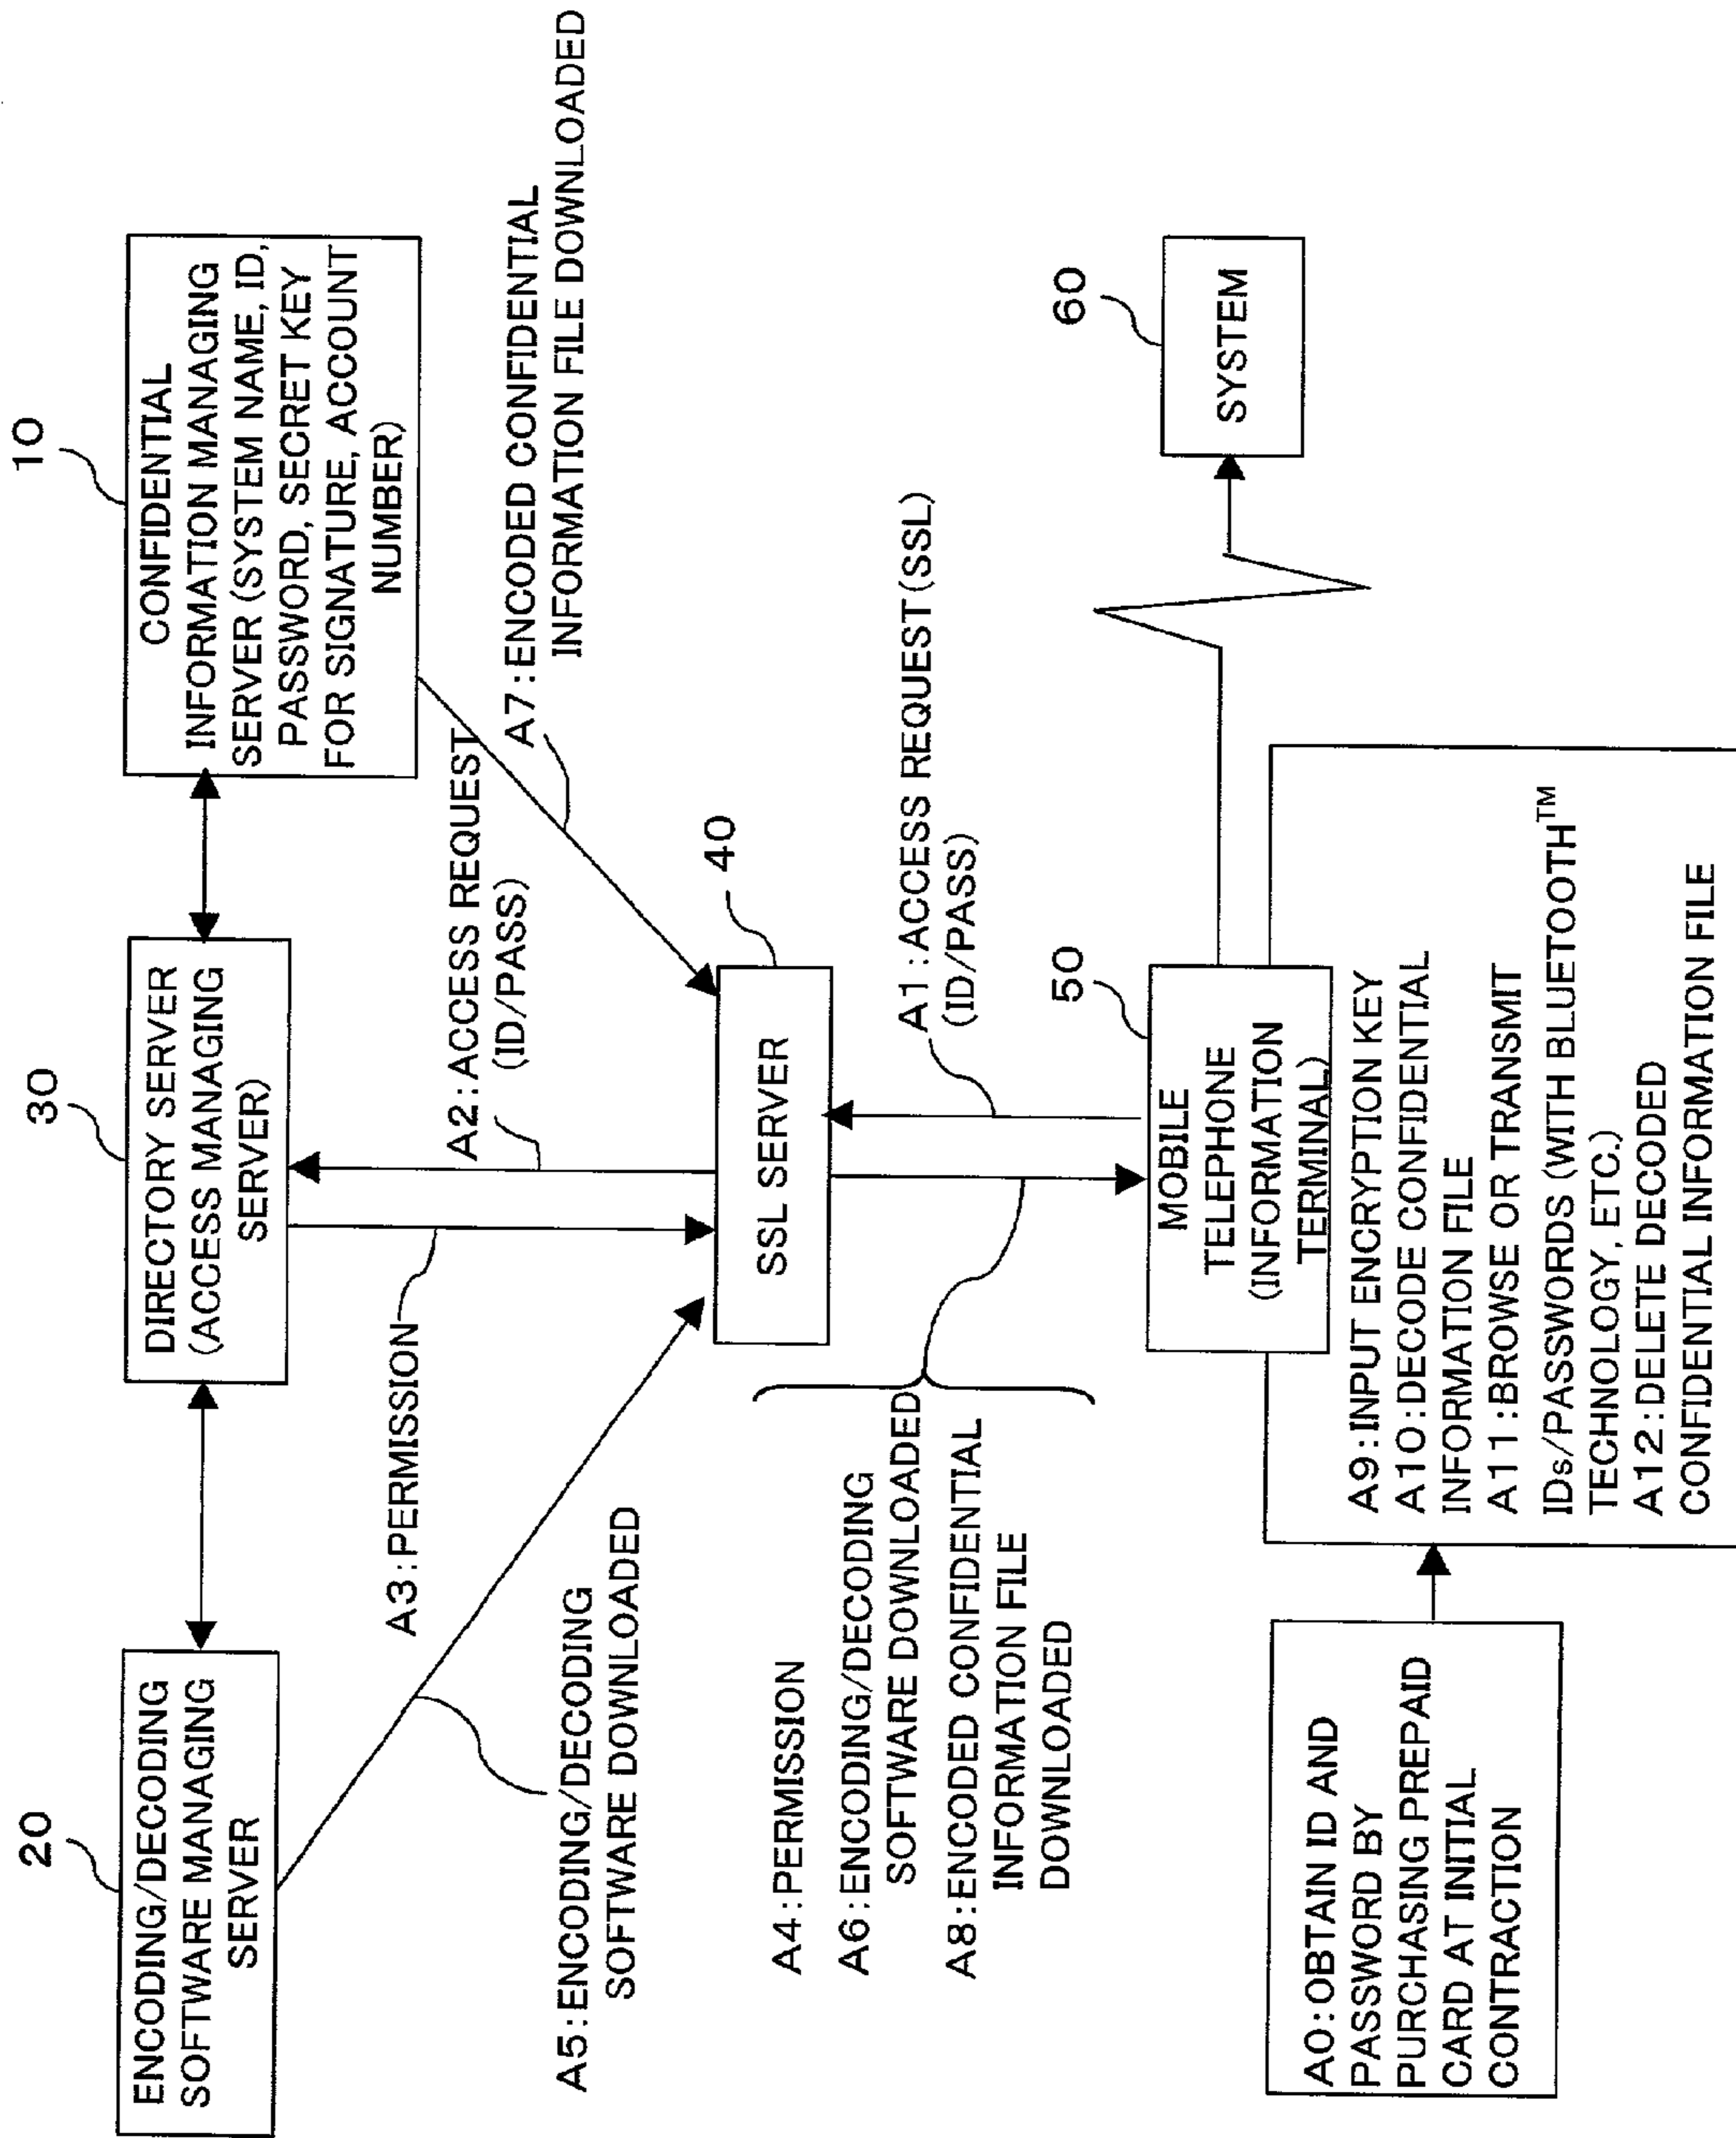 20
ENCODING/DECODING
SOFTWARE MANAGING
SERVER
30
DIRECTORY SERVER
(ACCESS MANAGING
SERVER)
10
CONFIDENTIAL
INFORMATION MANAGING
SERVER (SYSTEM NAME, ID,
PASSWORD, SECRET KEY
FOR SIGNATURE, ACCOUNT
NUMBER)
A3:PERMISSION
A2:ACCESS REQUEST
(ID/PASS)
A7:ENCODED CONFIDENTIAL
INFORMATION FILE DOWNLOADED
A5:ENCODING/DECODING
SOFTWARE DOWNLOADED
40
SSL SERVER
A4:PERMISSION
A6:ENCODING/DECODING
SOFTWARE DOWNLOADED
A8:ENCODED CONFIDENTIAL
INFORMATION FILE
DOWNLOADED
A1:ACCESS REQUEST(SSL)
(ID/PASS)
50
MOBILE
TELEPHONE
(INFORMATION
TERMINAL)
60
SYSTEM
A0:OBTAIN ID AND
PASSWORD BY
PURCHASING PREPAID
CARD AT INITIAL
CONTRACTION
A9:INPUT ENCRYPTION KEY
A10:DECODE CONFIDENTIAL
INFORMATION FILE
A11:BROWSE OR TRANSMIT
IDs/PASSWORDS (WITH BLUETOOTH™
TECHNOLOGY, ETC.)
A12:DELETE DECODED
CONFIDENTIAL INFORMATION FILE